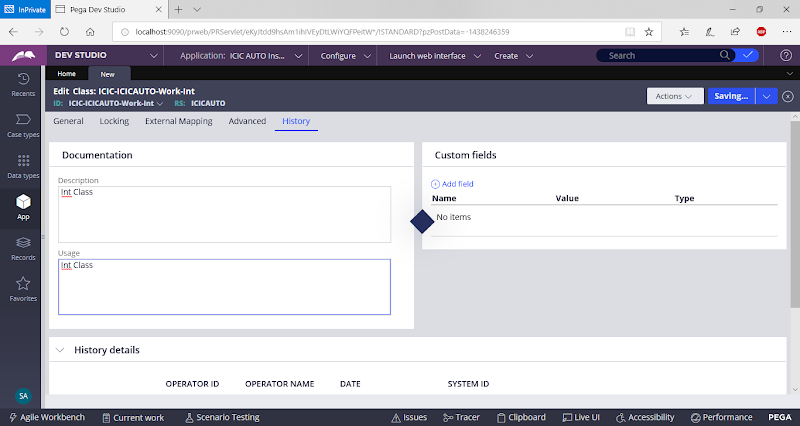 InPrivate
Pega Dev Studio
localhost:9090/prweb/PRServlet/eKyJtdd9hsAm1ihlVEyDtLWiYQFPeitW*/!STANDARD?pzPostData=-1438246359
ABP
DEV STUDIO
Application: ICIC AUTO Ins...
Configure
Launch web interface
Create
Search
Recents
Case types
Data types
App
Records
Favorites
SA
Home
New
Edit Class: ICIC-ICICAUTO-Work-Int
ID: ICIC-ICICAUTO-Work-Int RS: ICICAUTO
Actions
Saving...
General Locking External Mapping Advanced History
Documentation
Description
Int Class
Usage
Int Class
Custom fields
Add field
Name Value Type
No items
History details
OPERATOR ID OPERATOR NAME DATE SYSTEM ID
Agile Workbench Current work Scenario Testing Issues Tracer Clipboard Live UI Accessibility Performance PEGA